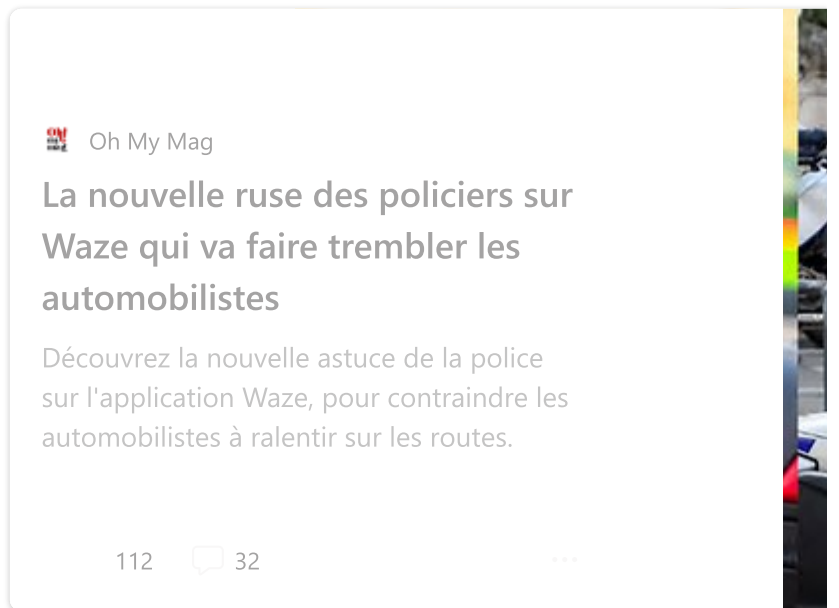 Oh My Mag
La nouvelle ruse des policiers sur
Waze qui va faire trembler les
automobilistes
Découvrez la nouvelle astuce de la police
sur l'application Waze, pour contraindre les
automobilistes à ralentir sur les routes.
112 32